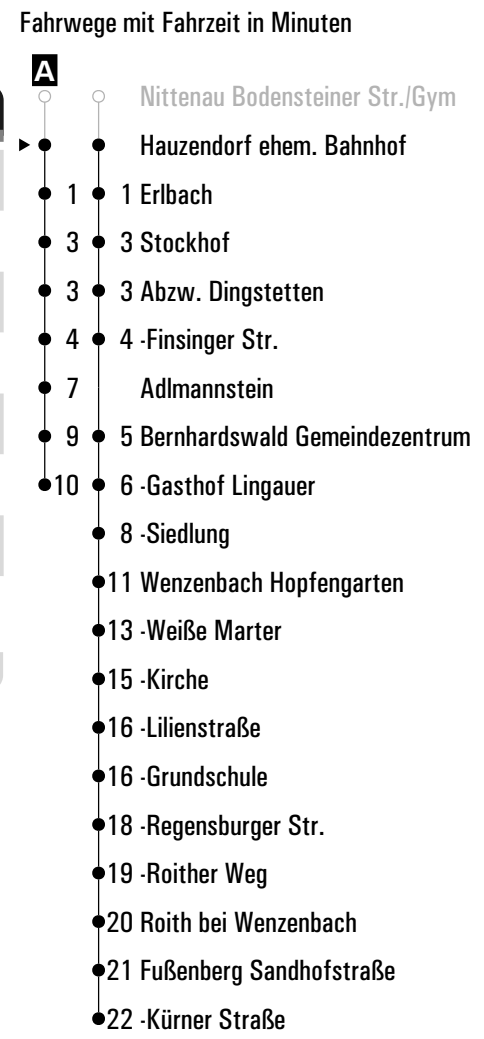 Fahrwege mit Fahrzeit in Minuten
A
Nittenau Bodensteiner Str./Gym
Hauzendorf ehem. Bahnhof
1 1 Erlbach
3 3 Stockhof
3 3 Abzw. Dingstetten
4 4 -Finsinger Str.
7 Adlmannstein
9 5 Bernhardswald Gemeindezentrum
10 6 -Gasthof Lingauer
8 -Siedlung
11 Wenzenbach Hopfengarten
13 -Weiße Marter
15 -Kirche
16 -Lilienstraße
16 -Grundschule
18 -Regensburger Str.
19 -Roither Weg
20 Roith bei Wenzenbach
21 Fußenberg Sandhofstraße
22 -Kürner Straße